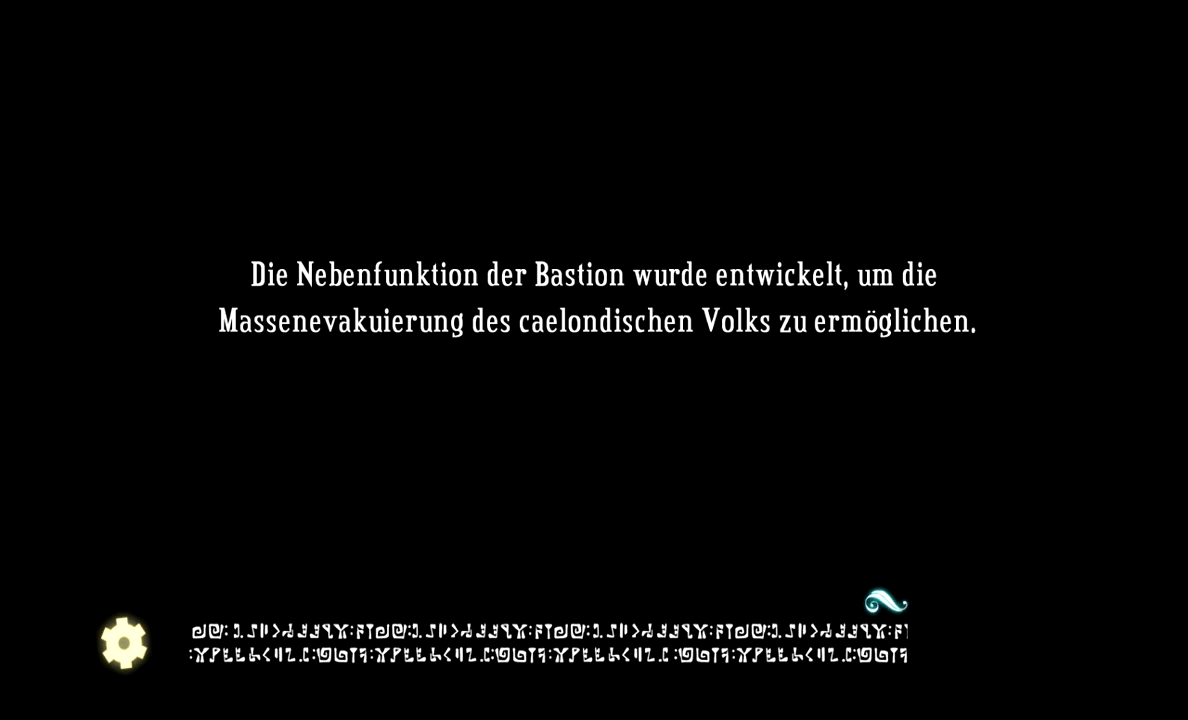 Die Nebenfunktion der Bastion wurde entwickelt, um die
Massenevakuierung des caelondischen Volks zu ermöglichen.